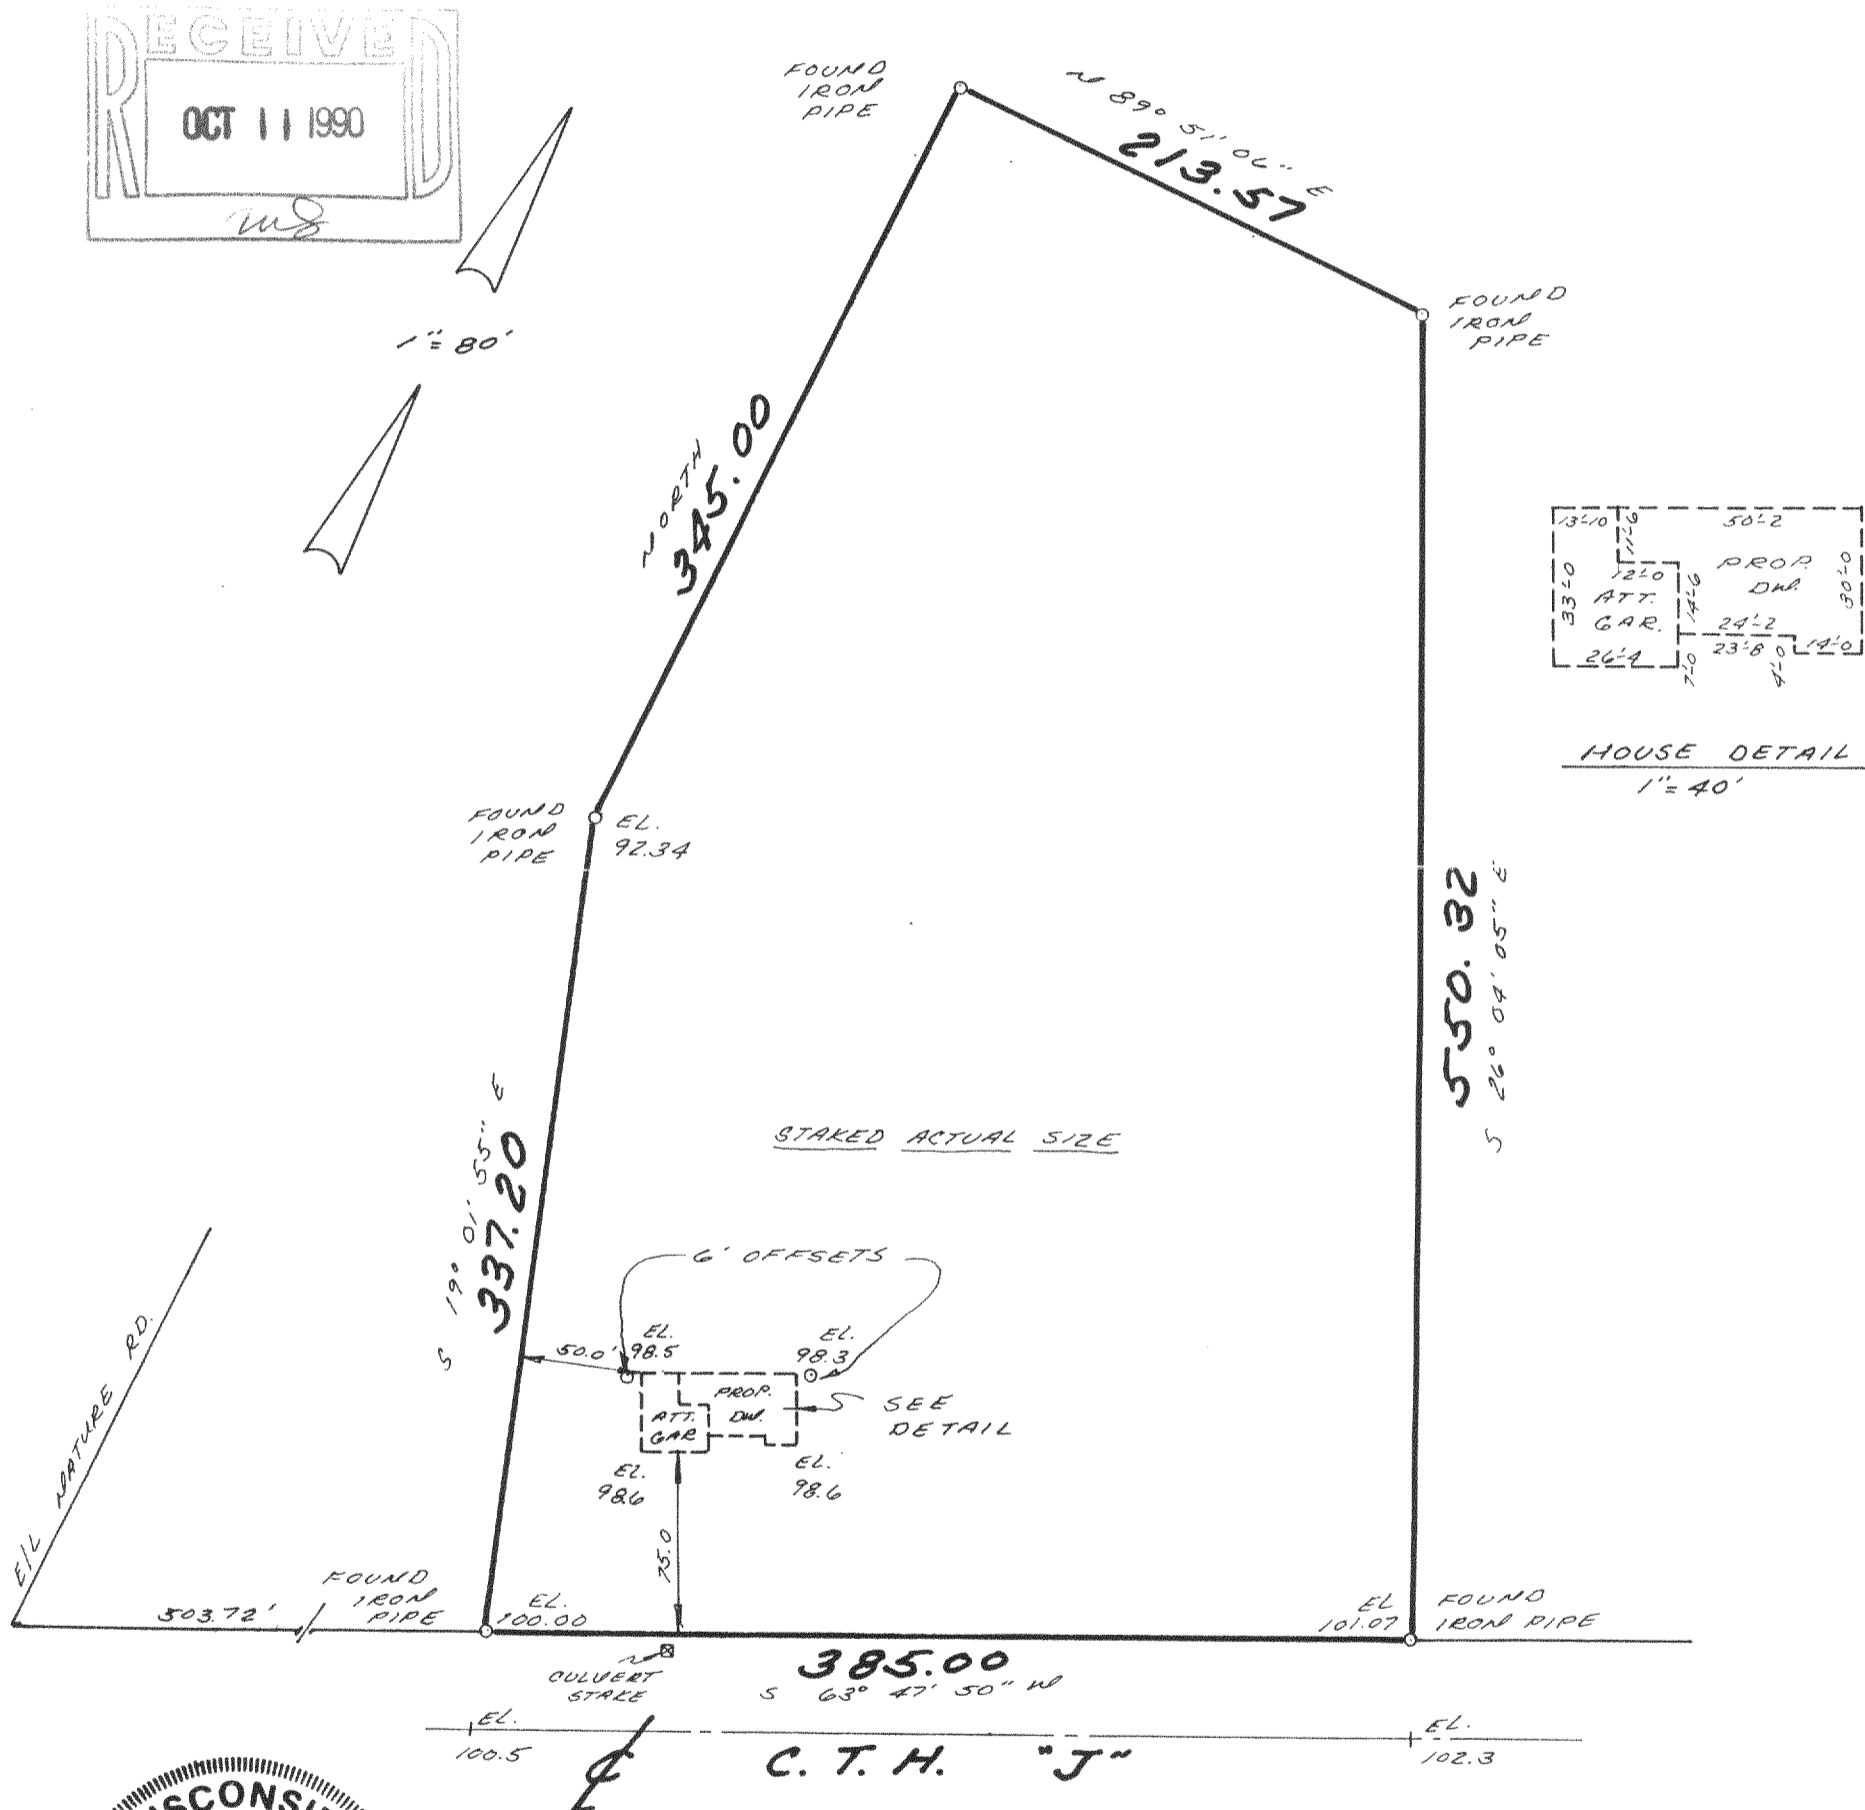 RECEIVED
OCT 11 1990
1"=80'
FOUND
IRON
PIPE
N 89° 51' 06" E
213.57
FOUND
IRON
PIPE
NORTH
345.00
13'-10
11'-6
50'-2
33'-0
12'-0
ATT.
GAR.
14'-6
PROP.
DW.
30'-0
24'-2
26'-4
7'-0
23'-8
4'-0
14'-0
HOUSE DETAIL
1"=40'
FOUND
IRON
PIPE
EL.
92.34
550.32
S 26° 04' 05" E
STAKED ACTUAL SIZE
S 19° 01' 55" E
337.20
6' OFFSETS
50.0'
EL.
98.5
EL.
98.3
PROP.
DW.
ATT.
GAR
SEE
DETAIL
EL.
98.6
EL.
98.6
75.0
E/L NATURE RD.
503.72'
FOUND
IRON
PIPE
EL.
100.00
EL
101.07
FOUND
IRON PIPE
CULVERT
STAKE
385.00
S 63° 47' 50" W
EL.
100.5
C.T.H. "J"
EL.
102.3